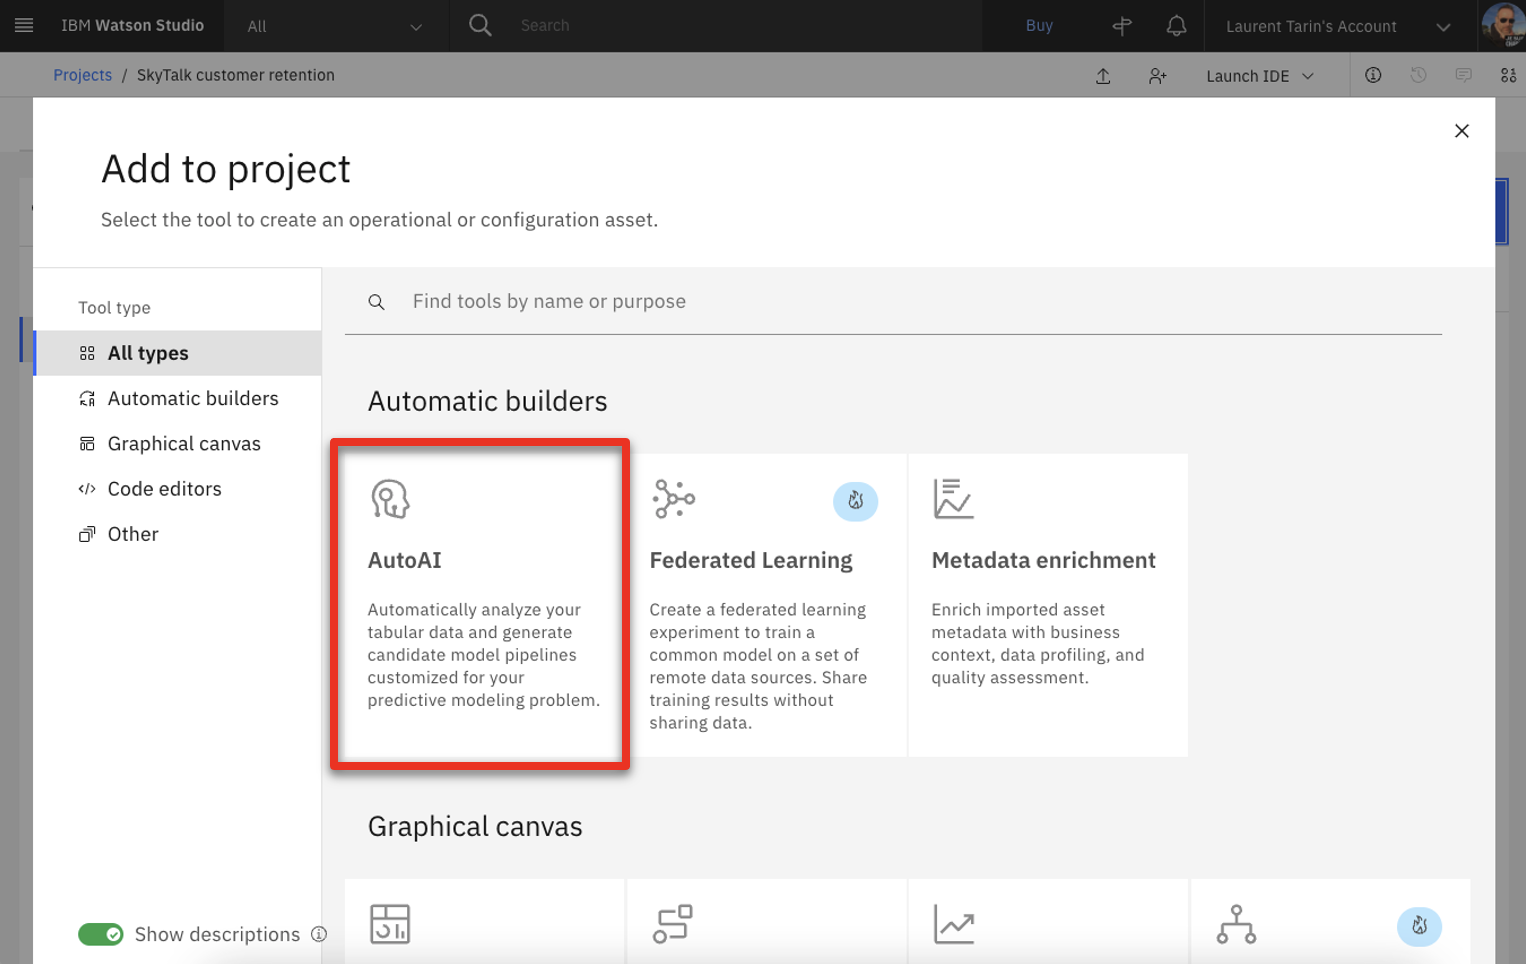 IBM Watson Studio
All
Search
Buy
Laurent Tarin's Account
Projects / SkyTalk customer retention
Launch IDE
Add to project
Select the tool to create an operational or configuration asset.
Tool type
All types
Automatic builders
Graphical canvas
Code editors
Other
Show descriptions
Find tools by name or purpose
Automatic builders
AutoAI
Automatically analyze your
tabular data and generate
candidate model pipelines
customized for your
predictive modeling problem.
Federated Learning
Create a federated learning
experiment to train a
common model on a set of
remote data sources. Share
training results without
sharing data.
Metadata enrichment
Enrich imported asset
metadata with business
context, data profiling, and
quality assessment.
Graphical canvas